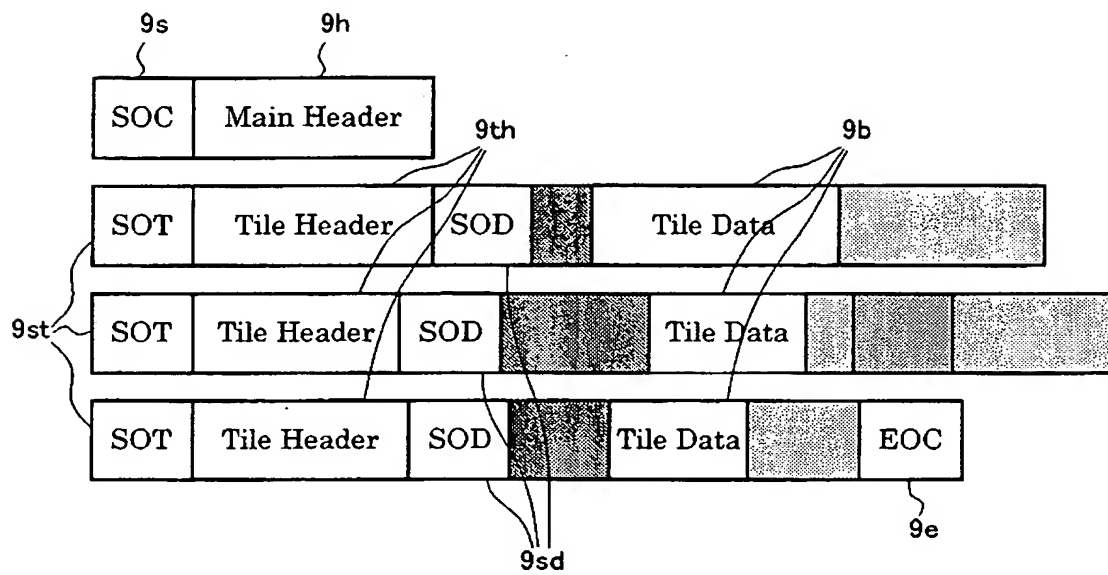 9s 9h
SOC Main Header
9th 9b
SOT Tile Header SOD Tile Data
9st SOT Tile Header SOD Tile Data
SOT Tile Header SOD Tile Data EOC
9sd 9e